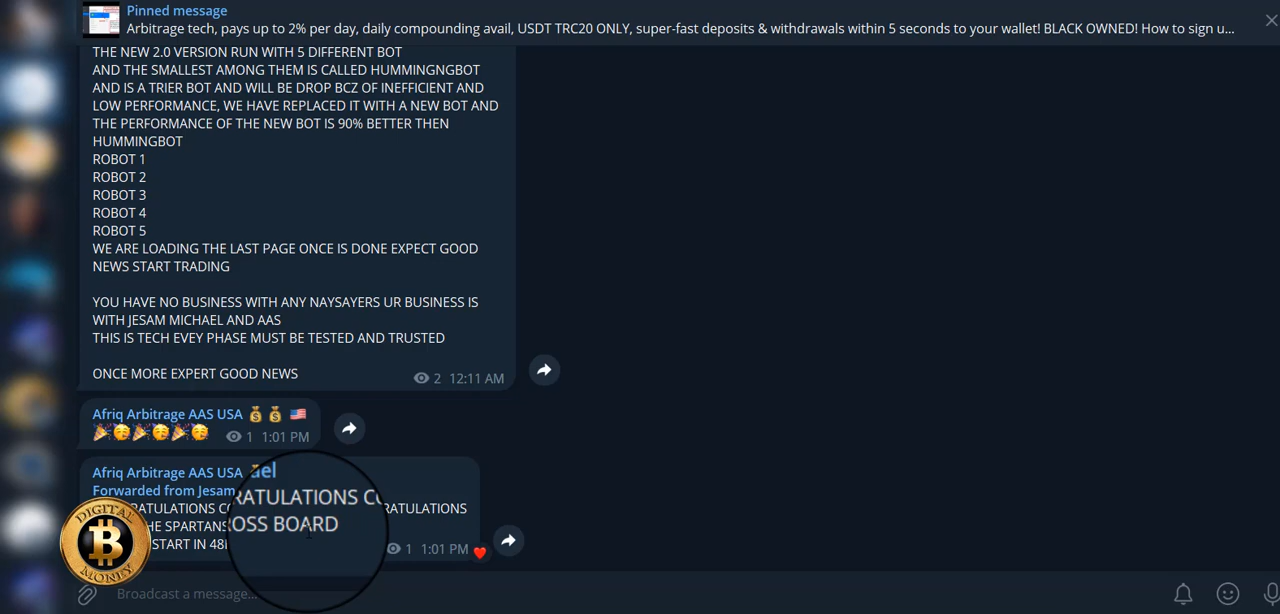 Pinned message
Arbitrage tech, pays up to 2% per day, daily compounding avail, USDT TRC20 ONLY, super-fast deposits & withdrawals within 5 seconds to your wallet! BLACK OWNED! How to sign u...
THE NEW 2.0 VERSION RUN WITH 5 DIFFERENT BOT
AND THE SMALLEST AMONG THEM IS CALLED HUMMINGNGBOT
AND IS A TRIER BOT AND WILL BE DROP BCZ OF INEFFICIENT AND
LOW PERFORMANCE, WE HAVE REPLACED IT WITH A NEW BOT AND
THE PERFORMANCE OF THE NEW BOT IS 90% BETTER THEN
HUMMINGBOT
ROBOT 1
ROBOT 2
ROBOT 3
ROBOT 4
ROBOT 5
WE ARE LOADING THE LAST PAGE ONCE IS DONE EXPECT GOOD
NEWS START TRADING
YOU HAVE NO BUSINESS WITH ANY NAYSAYERS UR BUSINESS IS
WITH JESAM MICHAEL AND AAS
THIS IS TECH EVEY PHASE MUST BE TESTED AND TRUSTED
ONCE MORE EXPERT GOOD NEWS
2 12:11 AM
Afriq Arbitrage AAS USA
1 1:01 PM
Afriq Arbitrage AAS USA
Forwarded from Jesam
RATULATIONS
HE SPARTANS OSS BOARD
START IN 48
1 1:01 PM
DIGITAL
MONEY
Broadcast a message...